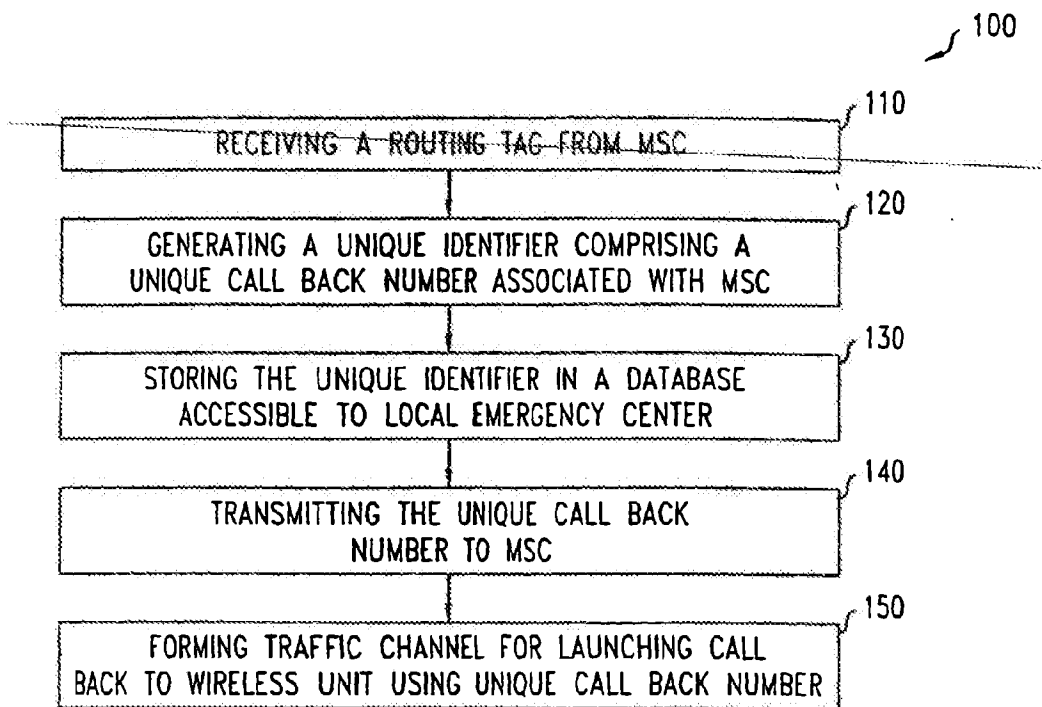 100
110
RECEIVING A ROUTING TAG FROM MSC
120
GENERATING A UNIQUE IDENTIFIER COMPRISING A
UNIQUE CALL BACK NUMBER ASSOCIATED WITH MSC
130
STORING THE UNIQUE IDENTIFIER IN A DATABASE
ACCESSIBLE TO LOCAL EMERGENCY CENTER
140
TRANSMITTING THE UNIQUE CALL BACK
NUMBER TO MSC
150
FORMING TRAFFIC CHANNEL FOR LAUNCHING CALL
BACK TO WIRELESS UNIT USING UNIQUE CALL BACK NUMBER